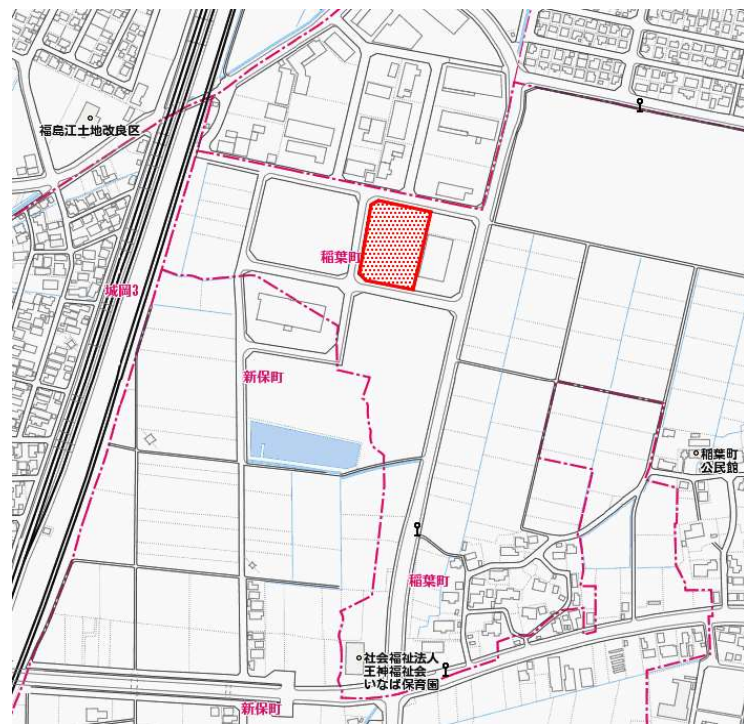 福島江土地改良区
稲葉町
城岡3
新保町
稲葉町
公民館
稲葉町
社会福祉法人
王神福祉会
いなば保育園
新保町